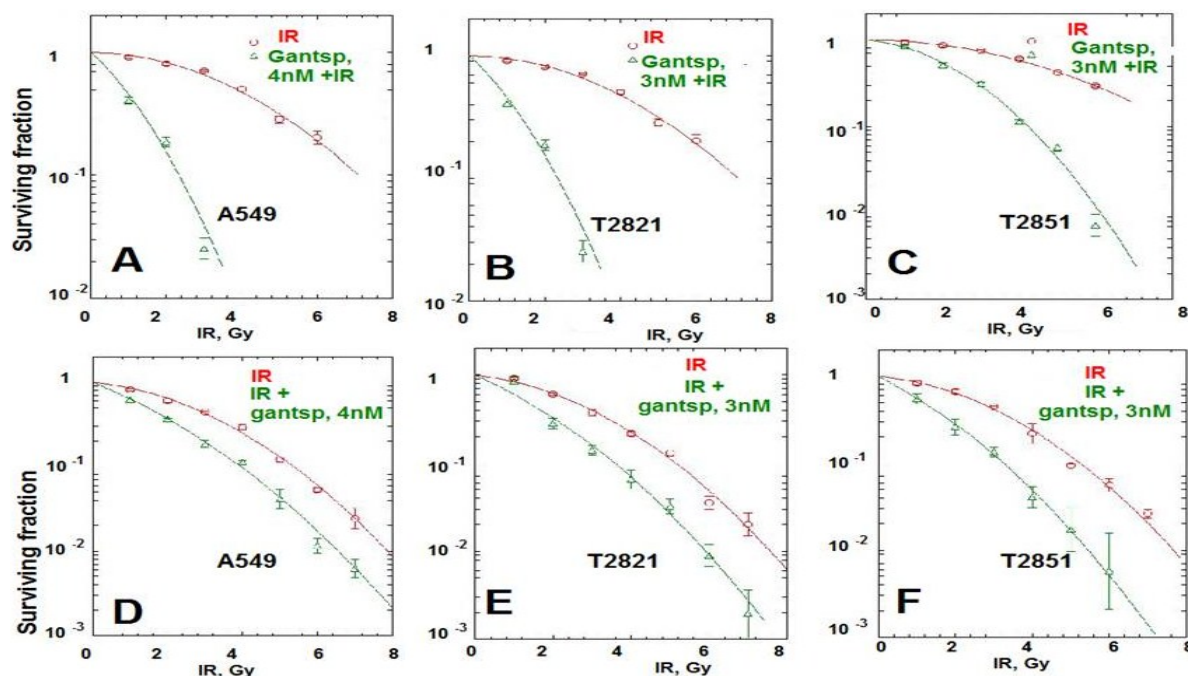 IR
Gantsp,
4nM +IR
1
10 -1
10 -2
Surviving fraction
A549
A
0 2 4 6 8
IR, Gy
IR
Gantsp,
3nM +IR
1
10 -1
10 -2
T2821
B
0 2 4 6 8
IR, Gy
IR
Gantsp,
3nM +IR
1
10 -1
10 -2
10 -3
T2851
C
0 2 4 6 8
IR, Gy
IR
IR +
gantsp, 4nM
1
10 -1
10 -2
10 -3
Surviving fraction
A549
D
0 2 4 6 8
IR, Gy
IR
IR +
gantsp, 3nM
1
10 -1
10 -2
10 -3
T2821
E
0 2 4 6 8
IR, Gy
IR
IR +
gantsp, 3nM
1
10 -1
10 -2
10 -3
T2851
F
0 2 4 6 8
IR, Gy